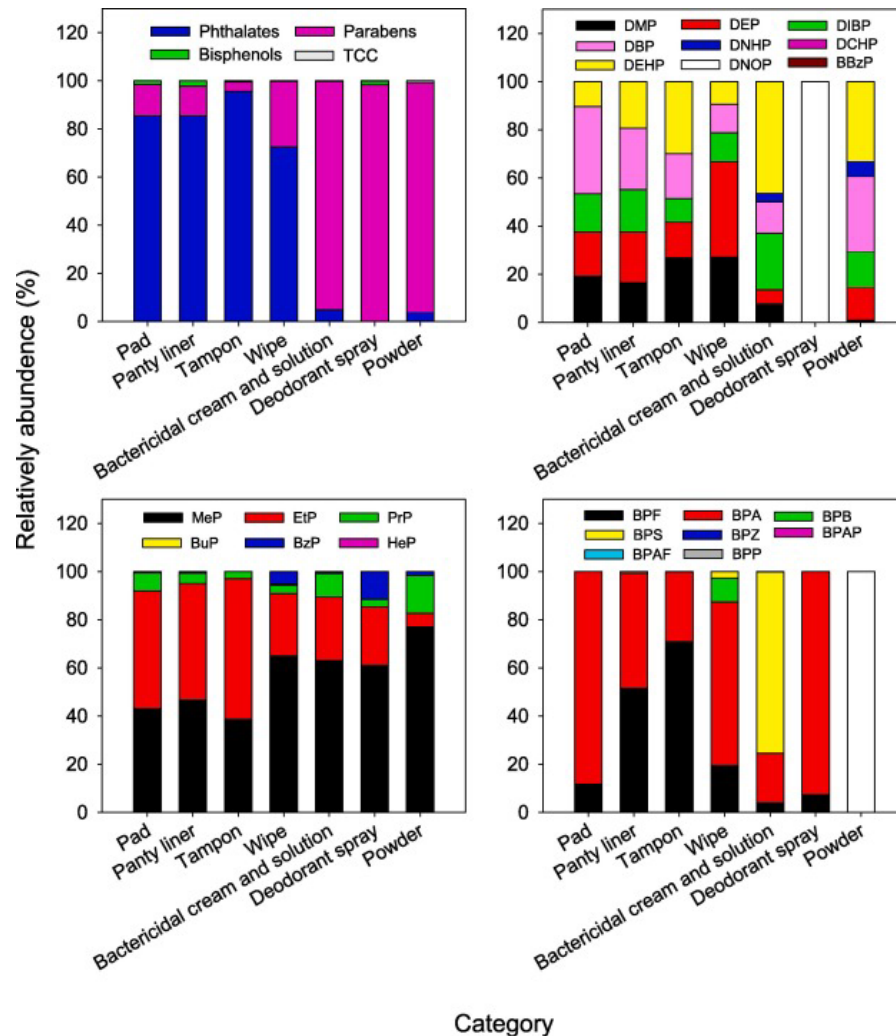 Relatively abundance (%)
120
100
80
60
40
20
0
Phthalates Parabens
Bisphenols TCC
Pad
Panty liner
Tampon
Wipe
Bactericidal cream and solution
Deodorant spray
Powder
120
100
80
60
40
20
0
DMP DEP DIBP
DBP DNHP DCHP
DEHP DNOP BBzP
Pad
Panty liner
Tampon
Wipe
Bactericidal cream and solution
Deodorant spray
Powder
120
100
80
60
40
20
0
MeP EtP PrP
BuP BzP HeP
Pad
Panty liner
Tampon
Wipe
Bactericidal cream and solution
Deodorant spray
Powder
120
100
80
60
40
20
0
BPF BPA BPB
BPS BPZ BPAP
BPAF BPP
Pad
Panty liner
Tampon
Wipe
Bactericidal cream and solution
Deodorant spray
Powder
Category